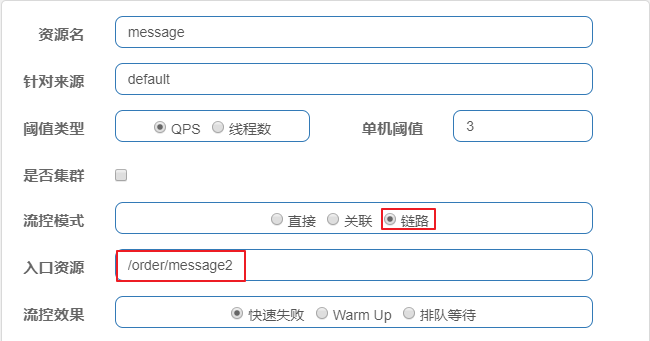 资源名 message
针对来源 default
阈值类型 QPS 线程数 单机阈值 3
是否集群
流控模式 直接 关联 链路
入口资源 /order/message2
流控效果 快速失败 Warm Up 排队等待